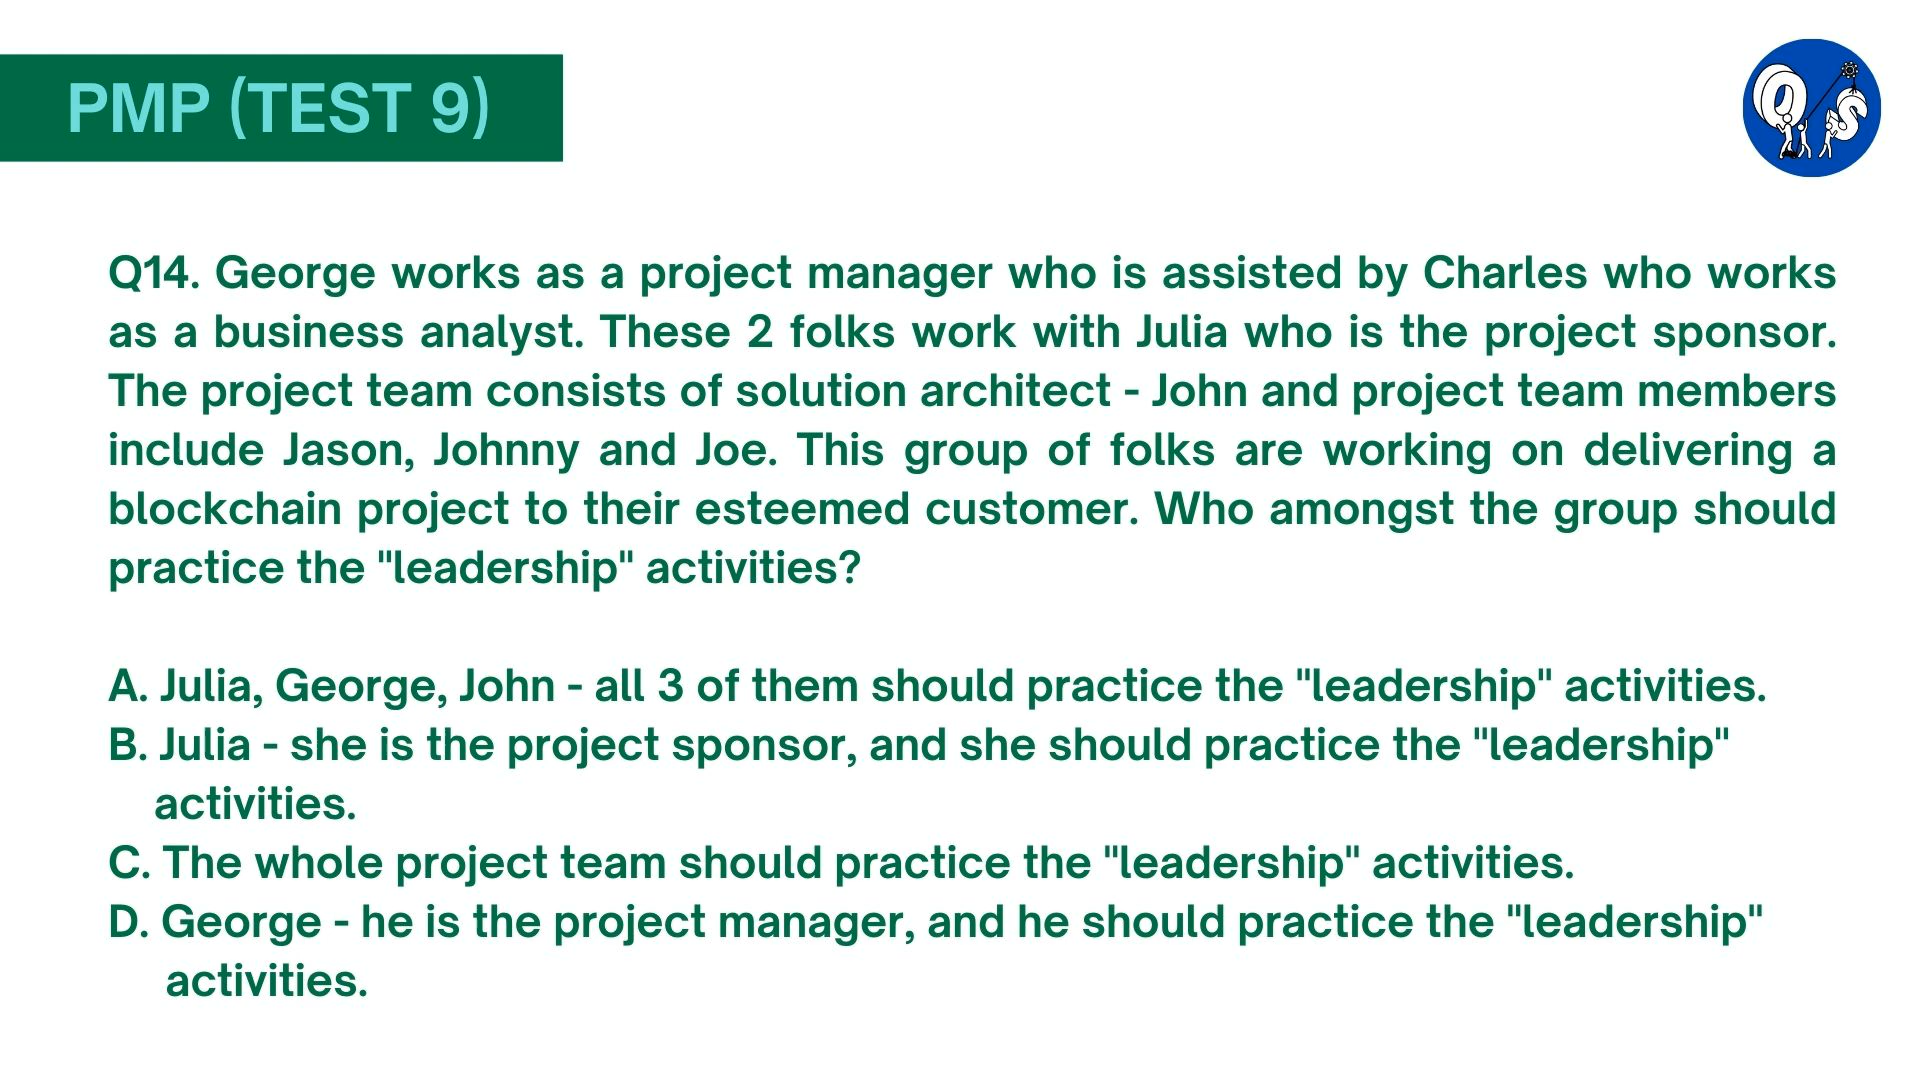 PMP (TEST 9)
Q S
Q14. George works as a project manager who is assisted by Charles who works
as a business analyst. These 2 folks work with Julia who is the project sponsor.
The project team consists of solution architect - John and project team members
include Jason, Johnny and Joe. This group of folks are working on delivering a
blockchain project to their esteemed customer. Who amongst the group should
practice the "leadership" activities?
A. Julia, George, John - all 3 of them should practice the "leadership" activities.
B. Julia - she is the project sponsor, and she should practice the "leadership"
activities.
C. The whole project team should practice the "leadership" activities.
D. George - he is the project manager, and he should practice the "leadership"
activities.